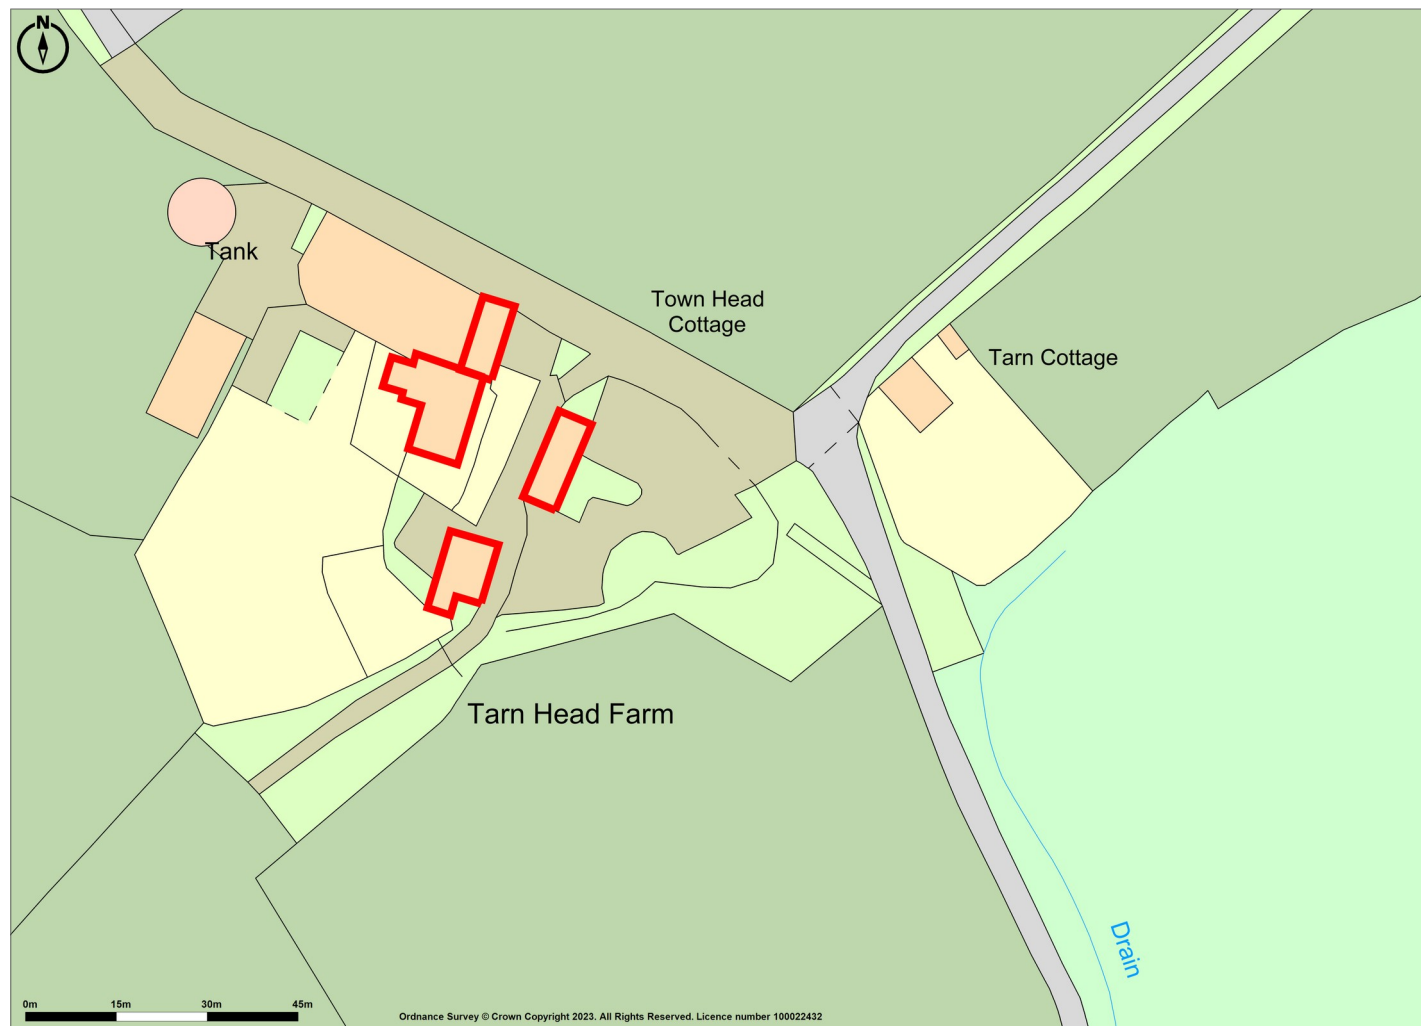 N
Tank
Town Head
Cottage
Tarn Cottage
Tarn Head Farm
Drain
0m 15m 30m 45m
Ordnance Survey © Crown Copyright 2023. All Rights Reserved. Licence number 100022432